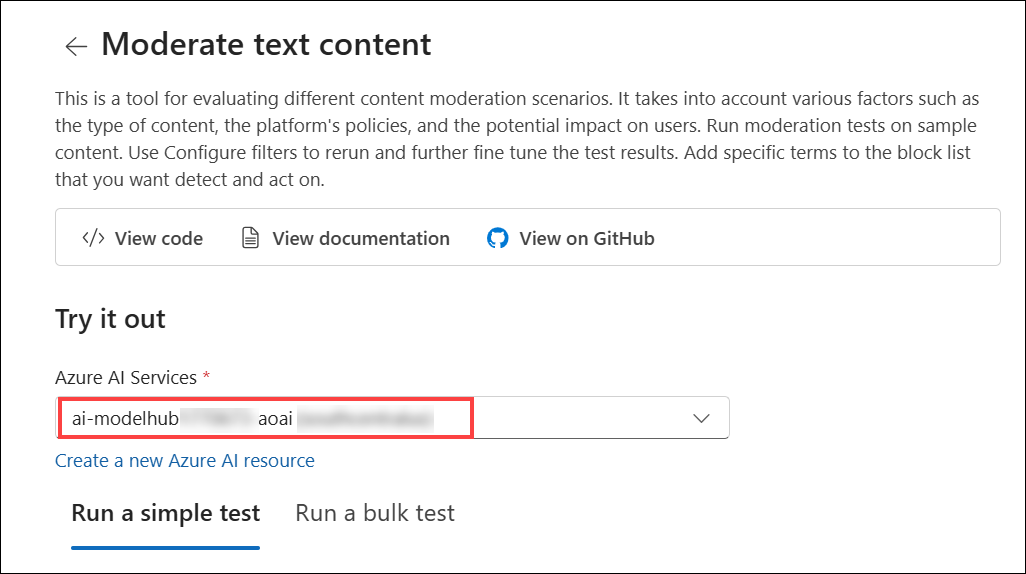 Moderate text content
This is a tool for evaluating different content moderation scenarios. It takes into account various factors such as
the type of content, the platform's policies, and the potential impact on users. Run moderation tests on sample
content. Use Configure filters to rerun and further fine tune the test results. Add specific terms to the block list
that you want detect and act on.
View code View documentation View on GitHub
Try it out
Azure AI Services *
ai-modelhub aoai
Create a new Azure AI resource
Run a simple test Run a bulk test